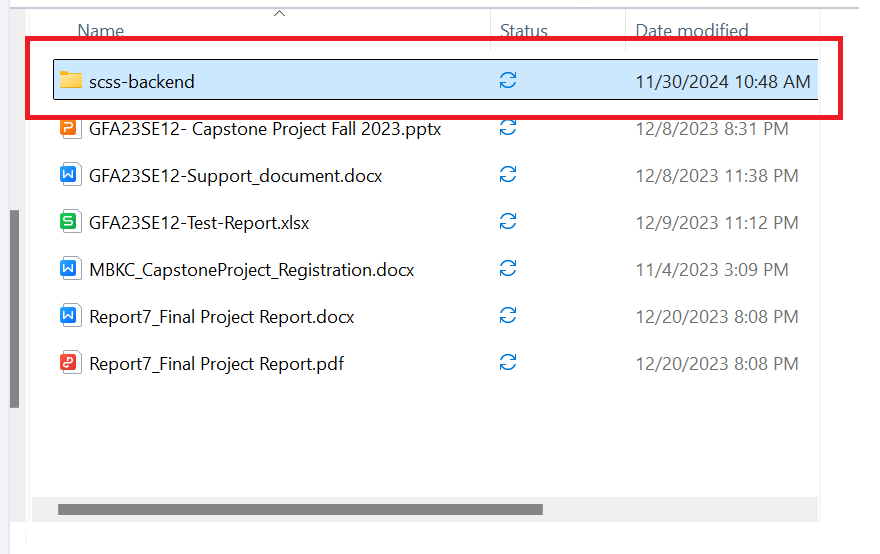 Name Status Date modified
scss-backend 11/30/2024 10:48 AM
GFA23SE12- Capstone Project Fall 2023.pptx 12/8/2023 8:31 PM
GFA23SE12-Support_document.docx 12/8/2023 11:38 PM
GFA23SE12-Test-Report.xlsx 12/9/2023 11:12 PM
MBKC_CapstoneProject_Registration.docx 11/4/2023 3:09 PM
Report7_Final Project Report.docx 12/20/2023 8:08 PM
Report7_Final Project Report.pdf 12/20/2023 8:08 PM